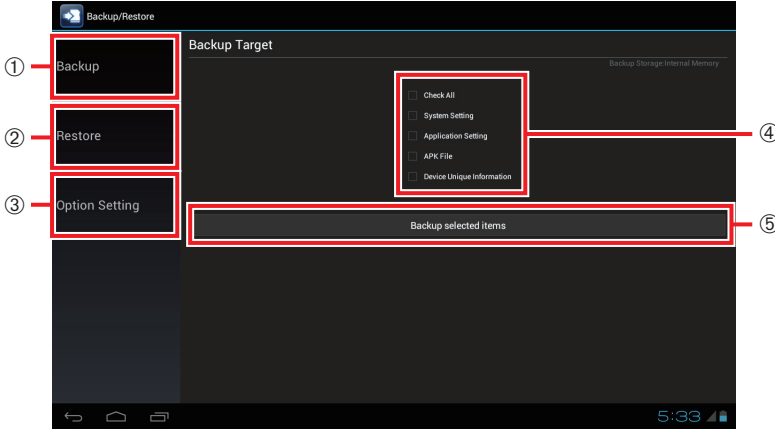 Backup/Restore
① Backup
② Restore
③ Option Setting
Backup Target
Backup Storage:Internal Memory
Check All
System Setting
Application Setting
APK File
Device Unique Information
④
Backup selected items
⑤
5:33